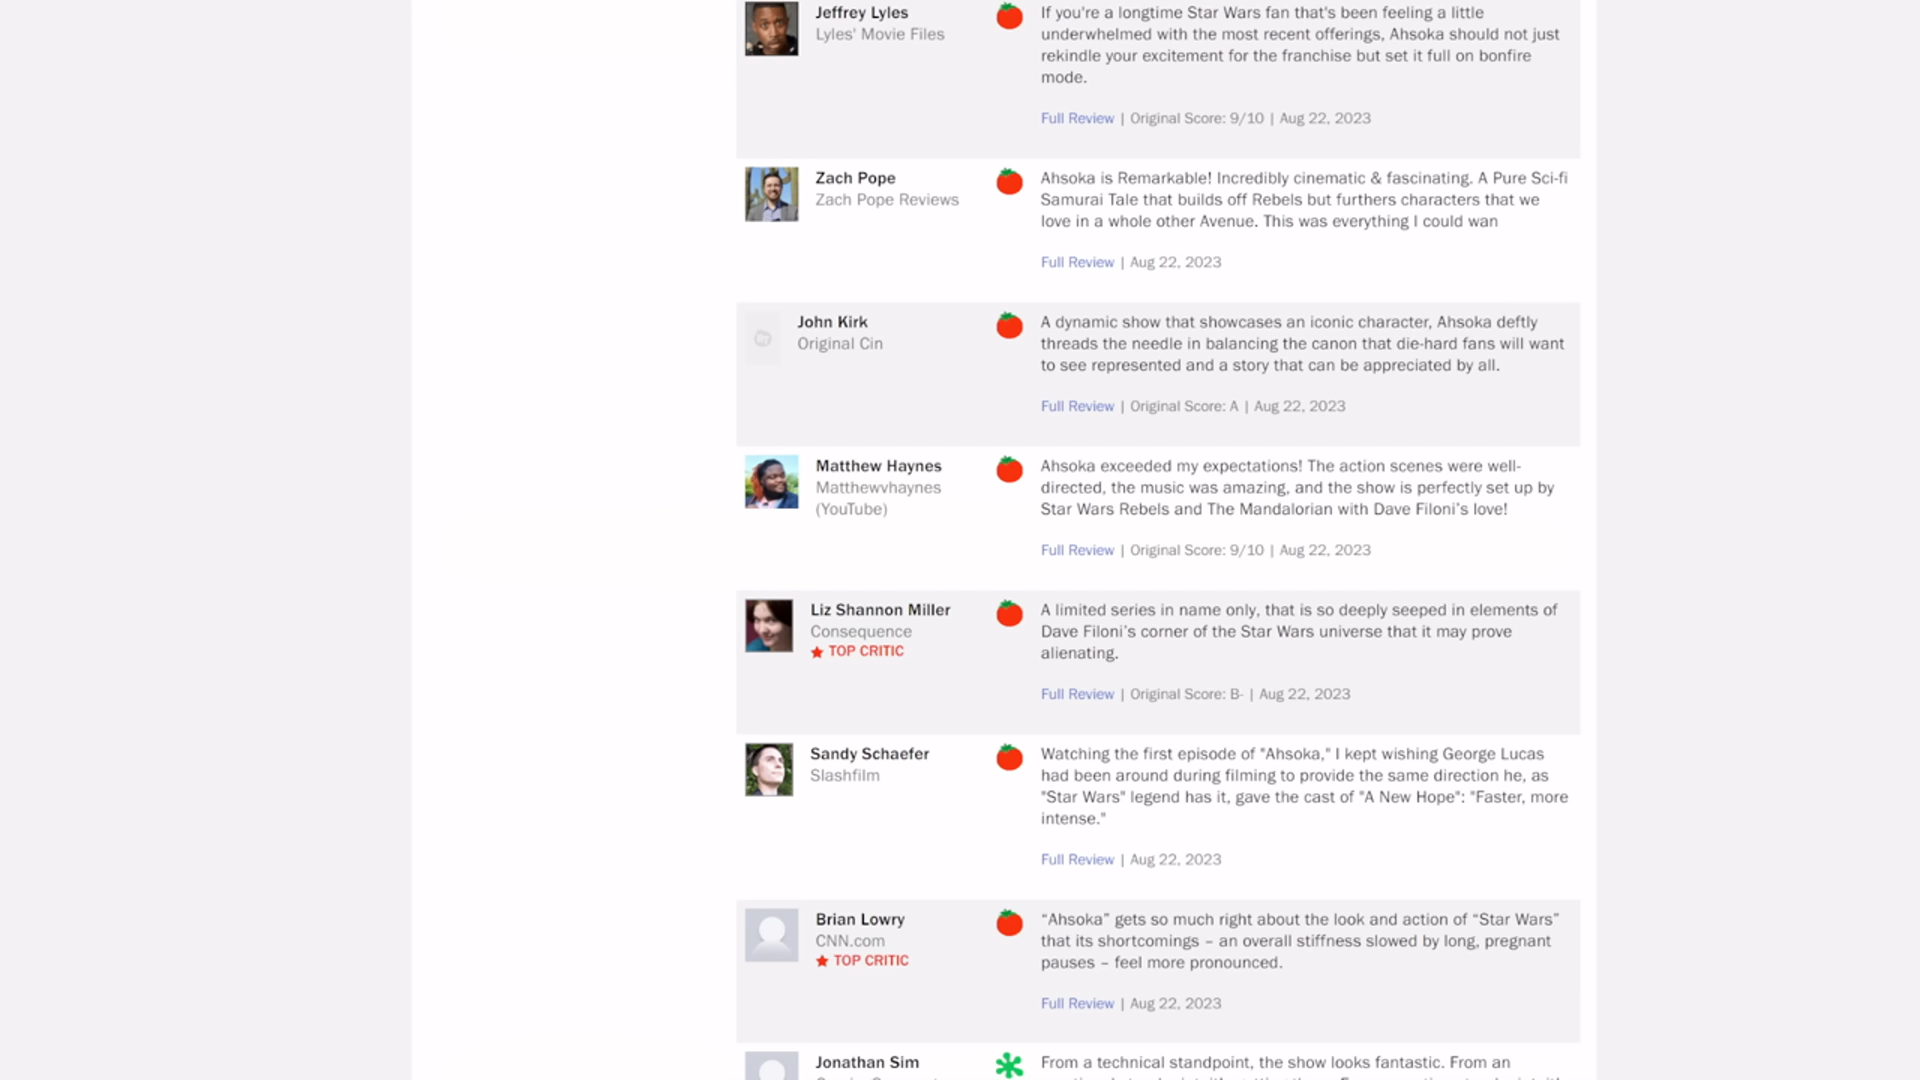 Jeffrey Lyles
Lyles' Movie Files
If you're a longtime Star Wars fan that's been feeling a little
underwhelmed with the most recent offerings, Ahsoka should not just
rekindle your excitement for the franchise but set it full on bonfire
mode.
Full Review | Original Score: 9/10 | Aug 22, 2023
Zach Pope
Zach Pope Reviews
Ahsoka is Remarkable! Incredibly cinematic & fascinating. A Pure Sci-fi
Samurai Tale that builds off Rebels but furthers characters that we
love in a whole other Avenue. This was everything I could wan
Full Review | Aug 22, 2023
John Kirk
Original Cin
A dynamic show that showcases an iconic character, Ahsoka deftly
threads the needle in balancing the canon that die-hard fans will want
to see represented and a story that can be appreciated by all.
Full Review | Original Score: A | Aug 22, 2023
Matthew Haynes
Matthewvhaynes
(YouTube)
Ahsoka exceeded my expectations! The action scenes were well-
directed, the music was amazing, and the show is perfectly set up by
Star Wars Rebels and The Mandalorian with Dave Filoni’s love!
Full Review | Original Score: 9/10 | Aug 22, 2023
Liz Shannon Miller
Consequence
TOP CRITIC
A limited series in name only, that is so deeply seeped in elements of
Dave Filoni’s corner of the Star Wars universe that it may prove
alienating.
Full Review | Original Score: B- | Aug 22, 2023
Sandy Schaefer
Slashfilm
Watching the first episode of "Ahsoka," I kept wishing George Lucas
had been around during filming to provide the same direction he, as
"Star Wars" legend has it, gave the cast of "A New Hope": "Faster, more
intense."
Full Review | Aug 22, 2023
Brian Lowry
CNN.com
TOP CRITIC
“Ahsoka” gets so much right about the look and action of “Star Wars”
that its shortcomings – an overall stiffness slowed by long, pregnant
pauses – feel more pronounced.
Full Review | Aug 22, 2023
Jonathan Sim
From a technical standpoint, the show looks fantastic. From an